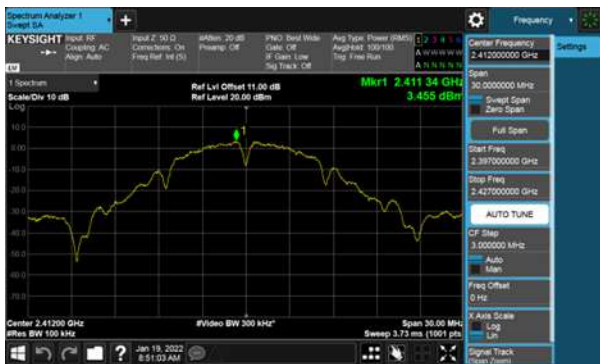 Spectrum Analyzer 1
Swept SA
+
Frequency
KEYSIGHT
Input: RF
Coupling: AC
Align: Auto
Input Z: 50 Ω
Corrections: On
Freq Ref: Int (S)
#Atten: 20 dB
Preamp: Off
PNO: Best Wide
Gate: Off
IF Gain: Low
Sig Track: Off
Avg Type: Power (RMS)
Avg|Hold: 100/100
Trig: Free Run
1 2 3 4 5 6
A W W W W W
A N N N N N
1 Spectrum
Scale/Div 10 dB
Log
Ref Lvl Offset 11.00 dB
Ref Level 20.00 dBm
Mkr1 2.411 34 GHz
3.455 dBm
10.0
0.00
-10.0
-20.0
-30.0
-40.0
-50.0
-60.0
-70.0
1
Center 2.41200 GHz
#Res BW 100 kHz
#Video BW 300 kHz*
Span 30.00 MHz
Sweep 3.73 ms (1001 pts)
Jan 19, 2022
8:51:03 AM
?
Center Frequency
2.412000000 GHz
Settings
Span
30.0000000 MHz
Swept Span
Zero Span
Full Span
Start Freq
2.397000000 GHz
Stop Freq
2.427000000 GHz
AUTO TUNE
CF Step
3.000000 MHz
Auto
Man
Freq Offset
0 Hz
X Axis Scale
Log
Lin
Signal Track
(Span Zoom)